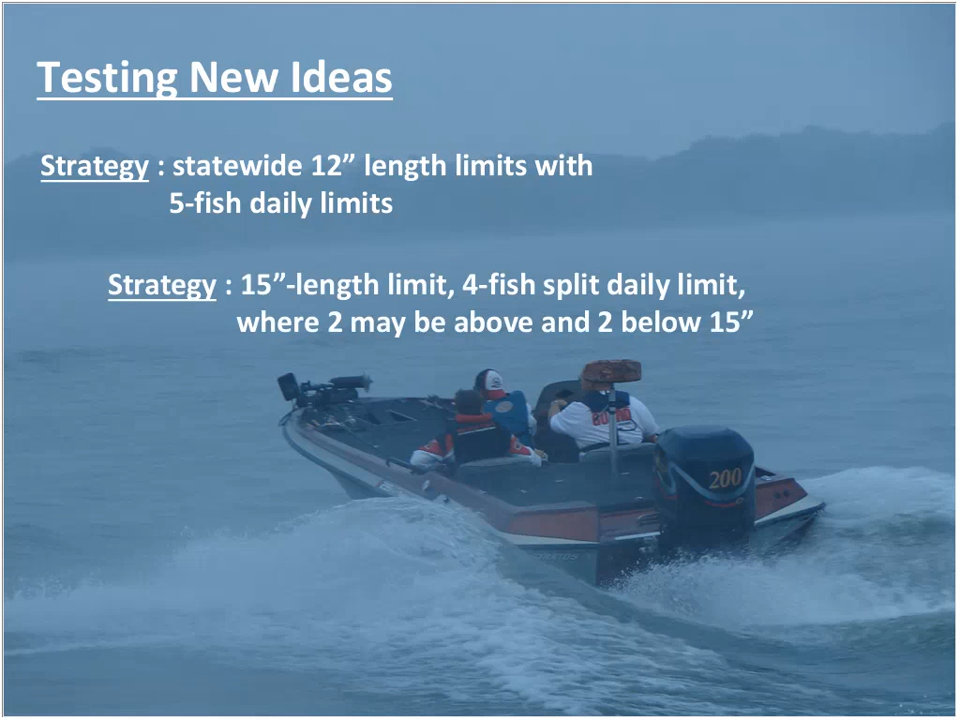 Testing New Ideas
Strategy : statewide 12” length limits with
5-fish daily limits
Strategy : 15”-length limit, 4-fish split daily limit,
where 2 may be above and 2 below 15”
200